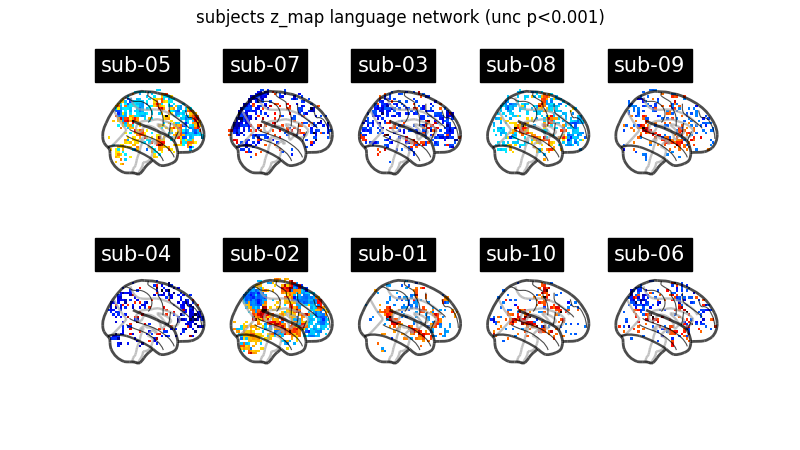 subjects z_map language network (unc p<0.001)
sub-05 sub-07 sub-03 sub-08 sub-09
sub-04 sub-02 sub-01 sub-10 sub-06